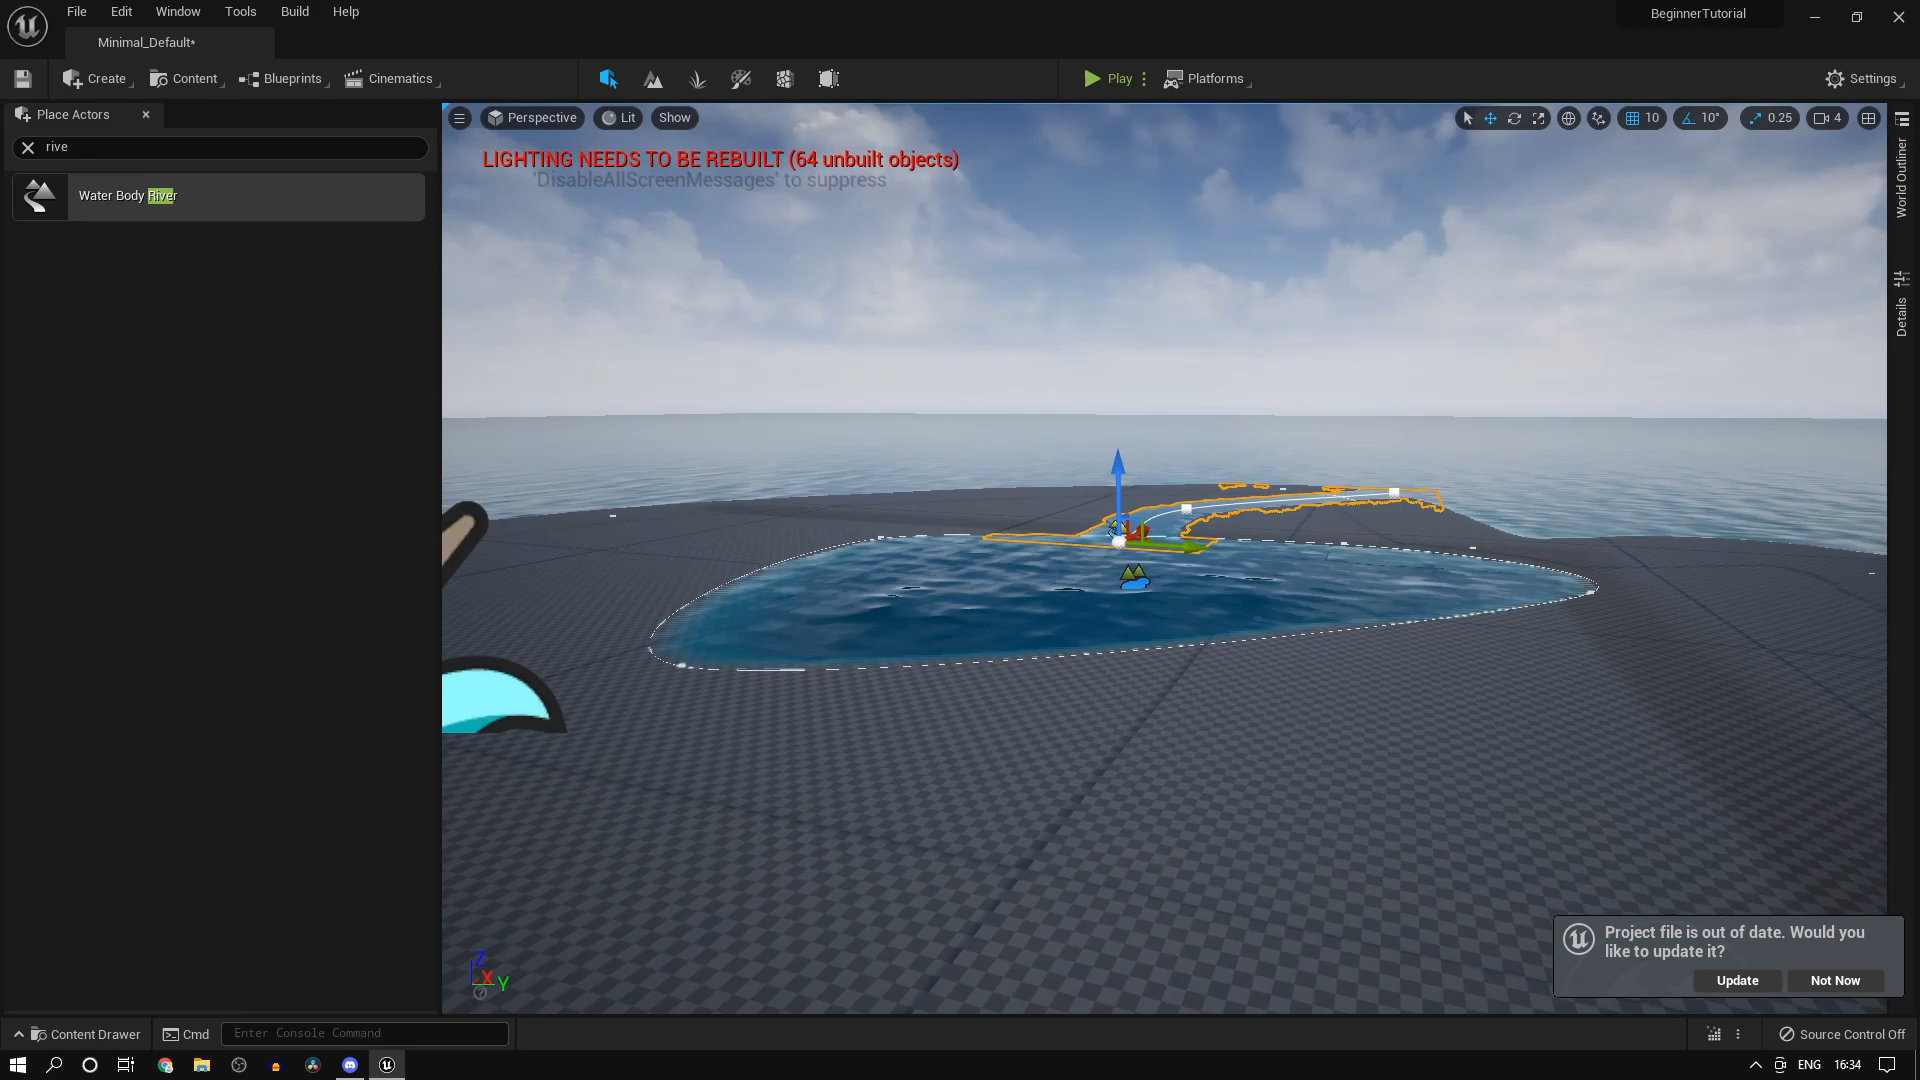 File
Edit
Window
Tools
Build
Help
BeginnerTutorial
Minimal_Default*
Create
Content
Blueprints
Cinematics
Play
Platforms
Settings
Place Actors
rive
Water Body River
Perspective
Lit
Show
10
10°
0.25
4
LIGHTING NEEDS TO BE REBUILT (64 unbuilt objects)
'DisableAllScreenMessages' to suppress
World Outliner
Details
Z
X
Y
Project file is out of date. Would you
like to update it?
Update
Not Now
Content Drawer
Cmd
Enter Console Command
Source Control Off
ENG
16:34